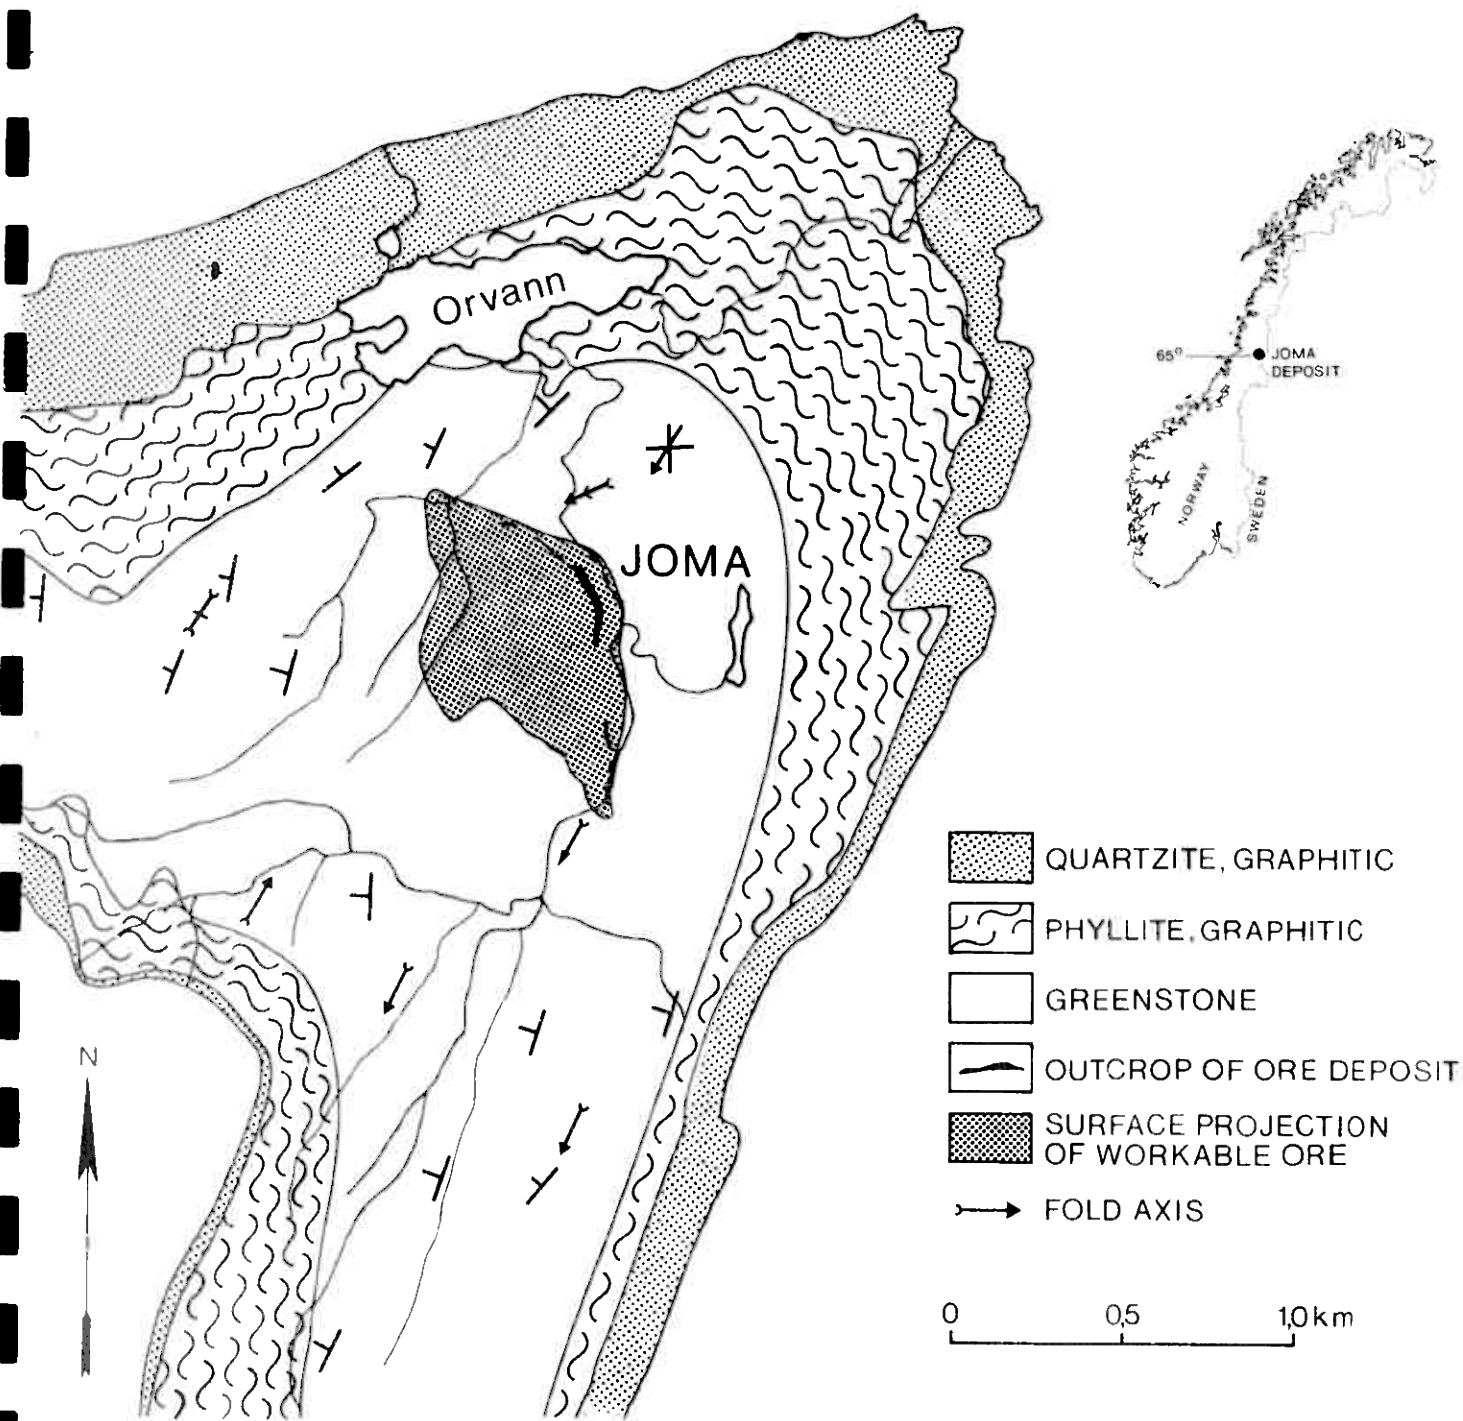 Orvann
JOMA
65°
JOMA
DEPOSIT
NORWAY
SWEDEN
N
QUARTZITE, GRAPHITIC
PHYLLITE, GRAPHITIC
GREENSTONE
OUTCROP OF ORE DEPOSIT
SURFACE PROJECTION
OF WORKABLE ORE
FOLD AXIS
0 0,5 1,0 km